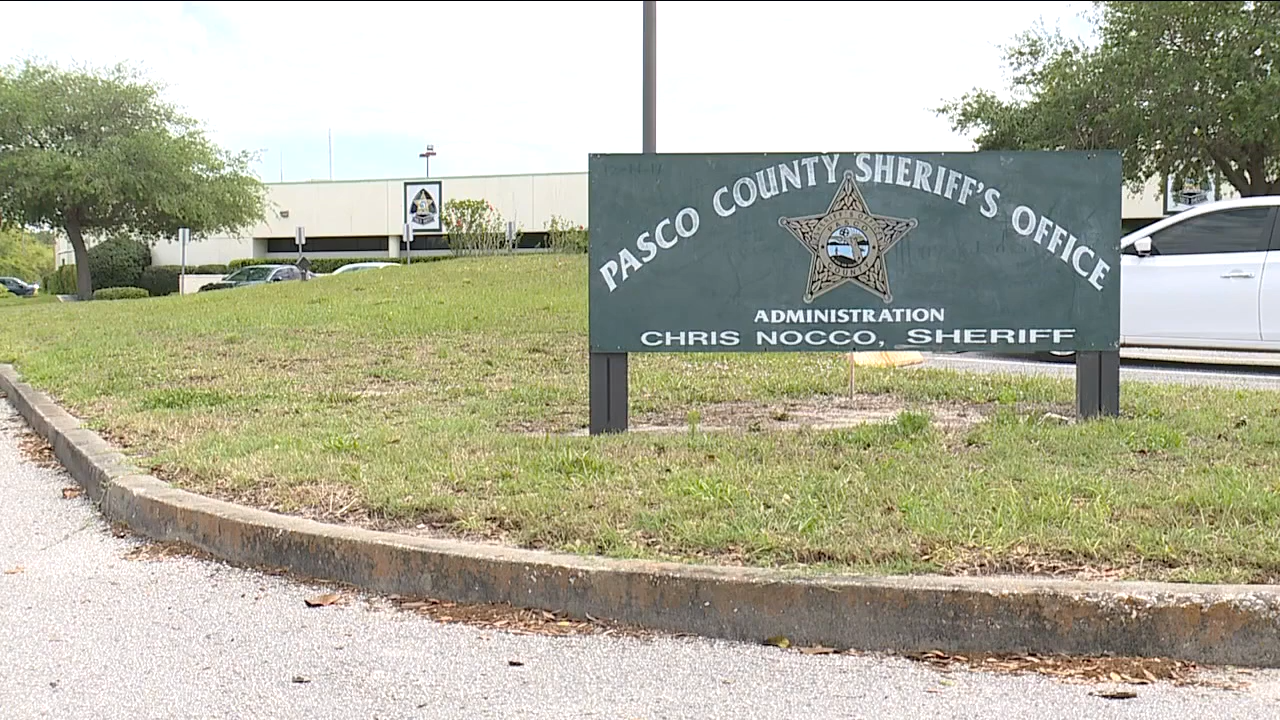 PASCO COUNTY SHERIFF'S OFFICE
ADMINISTRATION
CHRIS NOCCO, SHERIFF